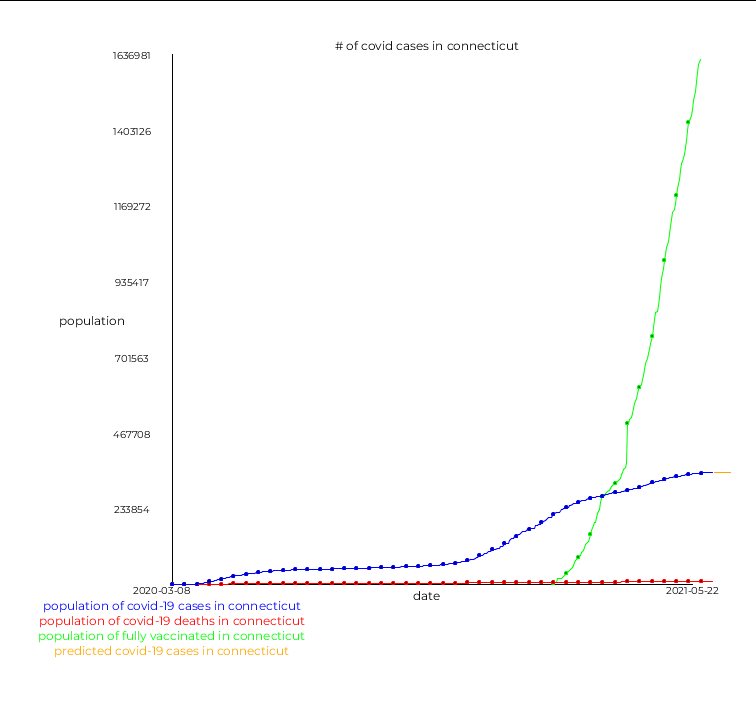 # of covid cases in connecticut
1636981
1403126
1169272
935417
population
701563
467708
233854
2020-03-08
2021-05-22
date
population of covid-19 cases in connecticut
population of covid-19 deaths in connecticut
population of fully vaccinated in connecticut
predicted covid-19 cases in connecticut